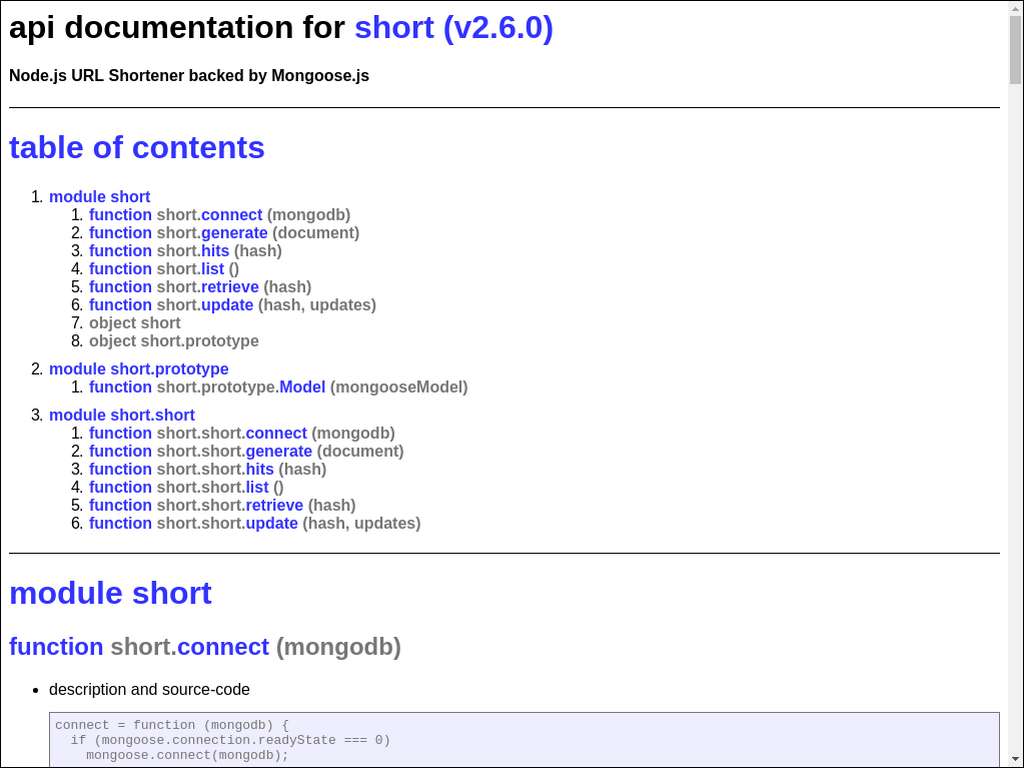 api documentation for short (v2.6.0)
Node.js URL Shortener backed by Mongoose.js
table of contents
1. module short
1. function short.connect (mongodb)
2. function short.generate (document)
3. function short.hits (hash)
4. function short.list ()
5. function short.retrieve (hash)
6. function short.update (hash, updates)
7. object short
8. object short.prototype
2. module short.prototype
1. function short.prototype.Model (mongooseModel)
3. module short.short
1. function short.short.connect (mongodb)
2. function short.short.generate (document)
3. function short.short.hits (hash)
4. function short.short.list ()
5. function short.short.retrieve (hash)
6. function short.short.update (hash, updates)
module short
function short.connect (mongodb)
• description and source-code
connect = function (mongodb) {
  if (mongoose.connection.readyState === 0)
    mongoose.connect(mongodb);